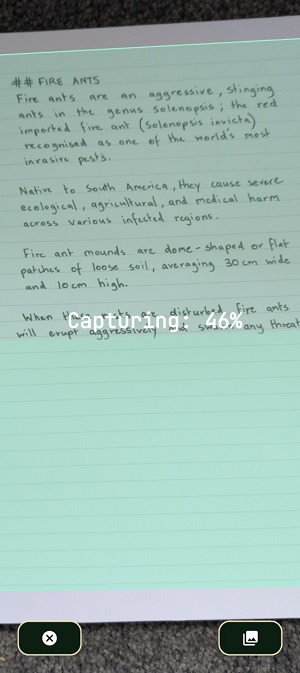 ## FIRE ANTS
Fire ants are an aggressive, stinging
ants in the genus Solenopsis; the red
imported fire ant (Solenopsis invicta)
recognised as one of the world's most
invasive pests.
Native to South America, they cause severe
ecological, agricultural, and medical harm
across various infected regions.
Fire ant mounds are dome-shaped or flat
patches of loose soil, averaging 30cm wide
and 10cm high.
When disturbed fire ants
Capturing: 46%
will erupt aggressively any threat